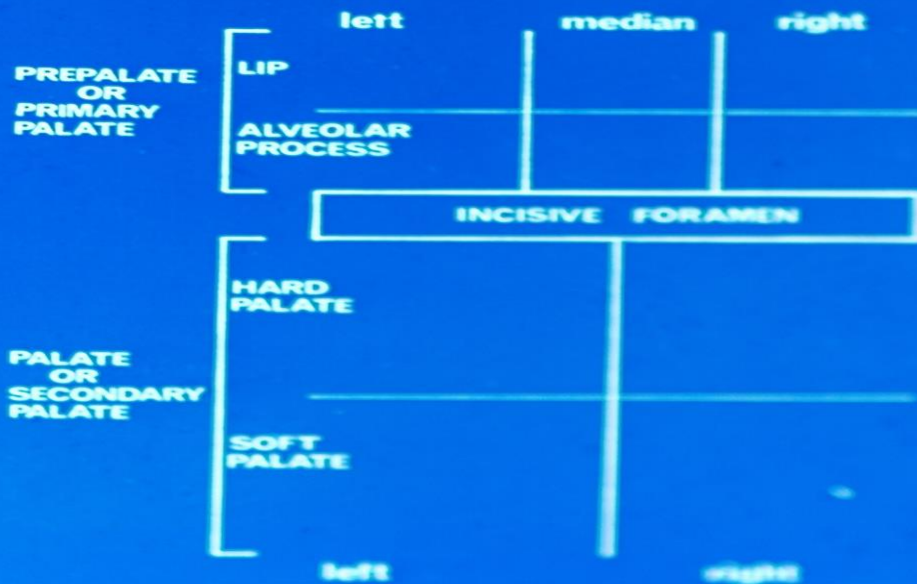 left median right
LIP
PREPALATE
OR
PRIMARY
PALATE
ALVEOLAR
PROCESS
INCISIVE FORAMEN
HARD
PALATE
PALATE
OR
SECONDARY
PALATE
SOFT
PALATE
left right